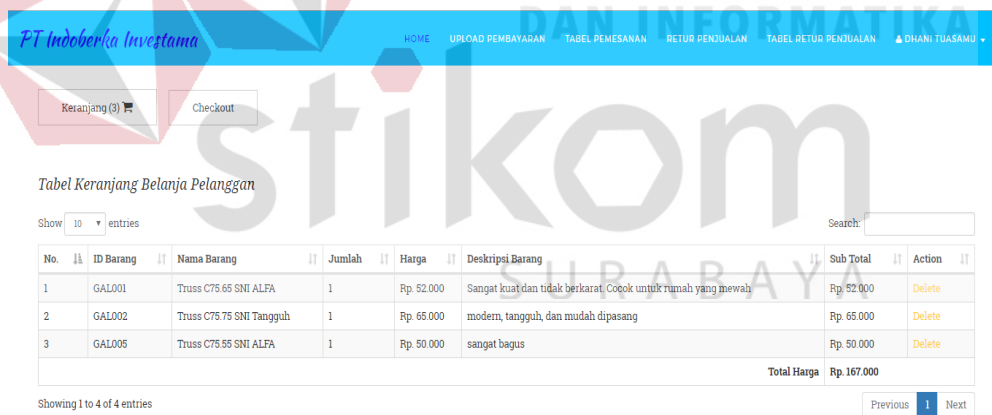 DAN INFORMATIKA
PT Indoberka Investama HOME UPLOAD PEMBAYARAN TABEL PEMESANAN RETUR PENJUALAN TABEL RETUR PENJUALAN DHANI TUASAMU
Keranjang (3) Checkout
stikom
Tabel Keranjang Belanja Pelanggan
Show 10 entries Search:
No. ID Barang Nama Barang Jumlah Harga Deskripsi Barang Sub Total Action
SURABAYA
1 GAL001 Truss C75.65 SNI ALFA 1 Rp. 52.000 Sangat kuat dan tidak berkarat. Cocok untuk rumah yang mewah Rp. 52.000 Delete
2 GAL002 Truss C75.75 SNI Tangguh 1 Rp. 65.000 modern, tangguh, dan mudah dipasang Rp. 65.000 Delete
3 GAL005 Truss C75.55 SNI ALFA 1 Rp. 50.000 sangat bagus Rp. 50.000 Delete
Total Harga Rp. 167.000
Showing 1 to 4 of 4 entries Previous 1 Next